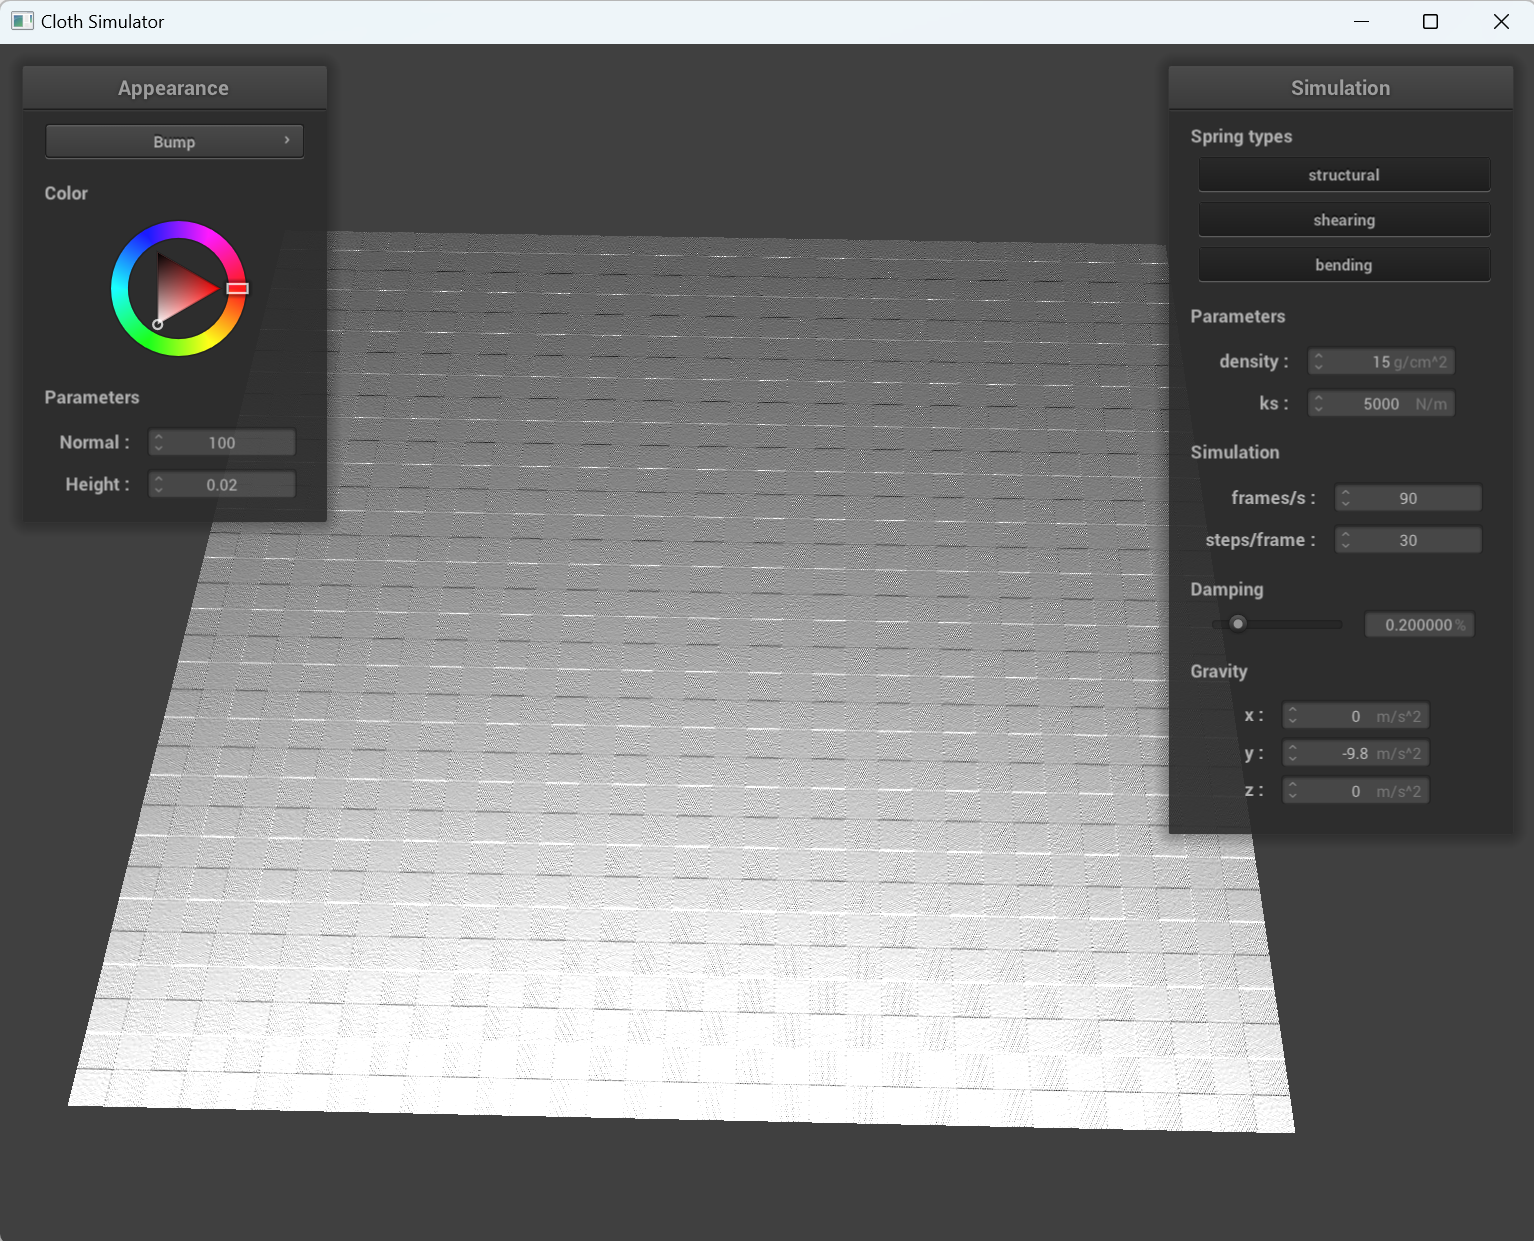 Cloth Simulator
Appearance
Bump
Color
Parameters
Normal : 100
Height : 0.02
Simulation
Spring types
structural
shearing
bending
Parameters
density : 15 g/cm^2
ks : 5000 N/m
Simulation
frames/s : 90
steps/frame : 30
Damping
0.200000 %
Gravity
x : 0 m/s^2
y : -9.8 m/s^2
z : 0 m/s^2